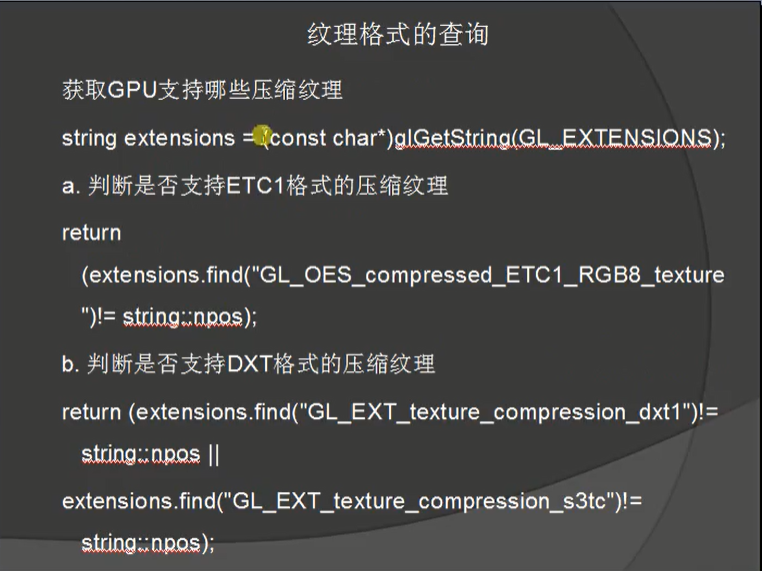 纹理格式的查询
获取GPU支持哪些压缩纹理
string extensions = (const char*)glGetString(GL_EXTENSIONS);
a. 判断是否支持ETC1格式的压缩纹理
return
(extensions.find("GL_OES_compressed_ETC1_RGB8_texture
")!= string::npos);
b. 判断是否支持DXT格式的压缩纹理
return (extensions.find("GL_EXT_texture_compression_dxt1")!=
string::npos ||
extensions.find("GL_EXT_texture_compression_s3tc")!=
string::npos);